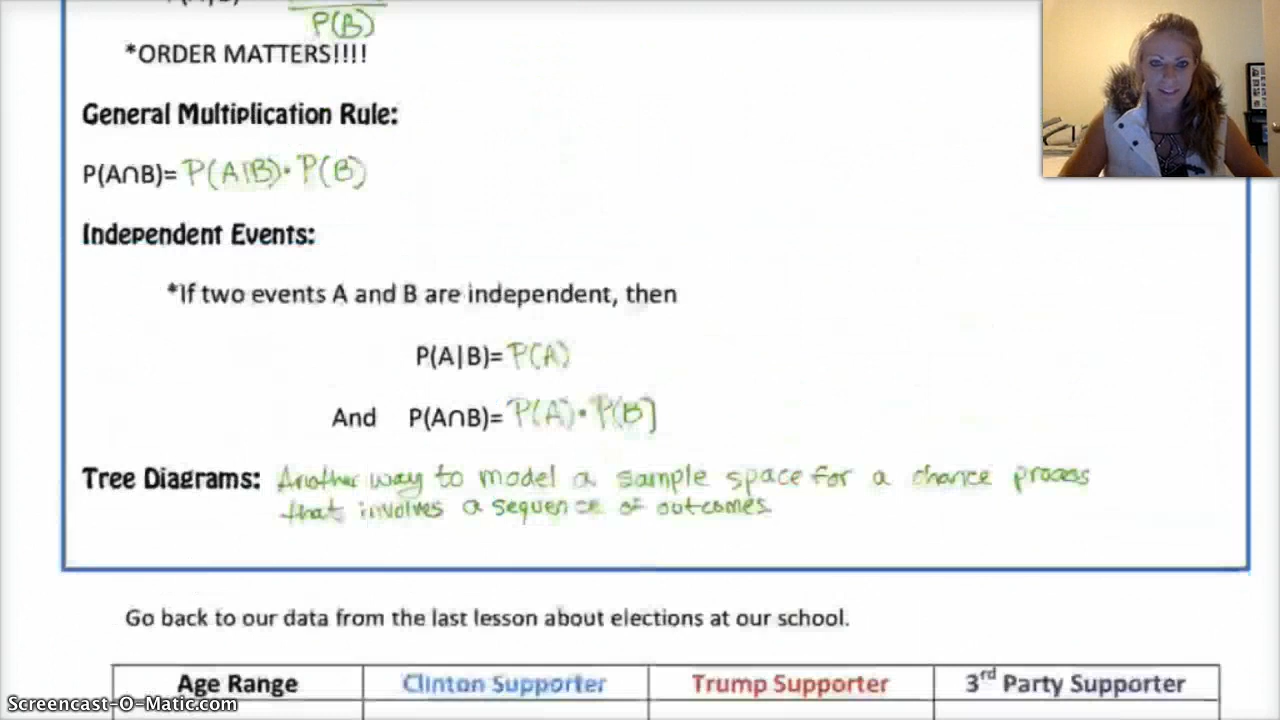 P(B)
*ORDER MATTERS!!!!
General Multiplication Rule:
P(A∩B)= P(A|B)·P(B)
Independent Events:
*If two events A and B are independent, then
P(A|B)= P(A)
And P(A∩B)= P(A)·P(B)
Tree Diagrams: Another way to model a sample space for a chance process
that involves a sequence of outcomes.
Go back to our data from the last lesson about elections at our school.
Age Range Clinton Supporter Trump Supporter 3rd Party Supporter
Screencast-O-Matic.com